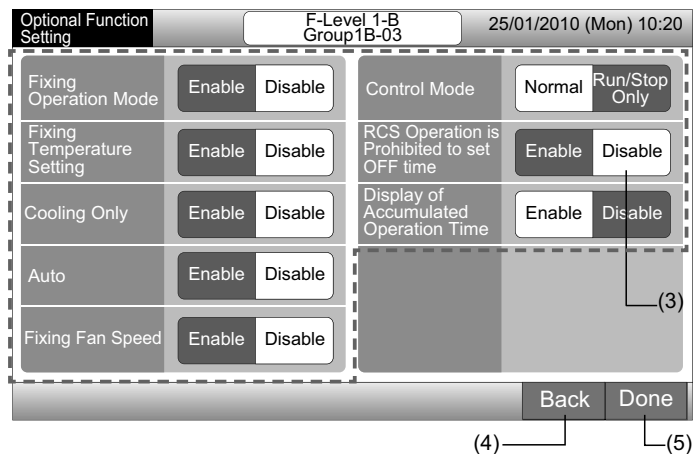 Optional Function
Setting
F-Level 1-B
Group1B-03
25/01/2010 (Mon) 10:20
Fixing
Operation Mode
Enable
Disable
Fixing
Temperature
Setting
Enable
Disable
Cooling Only
Enable
Disable
Auto
Enable
Disable
Fixing Fan Speed
Enable
Disable
Control Mode
Normal
Run/Stop
Only
RCS Operation is
Prohibited to set
OFF time
Enable
Disable
Display of
Accumulated
Operation Time
Enable
Disable
(3)
Back
Done
(4)
(5)